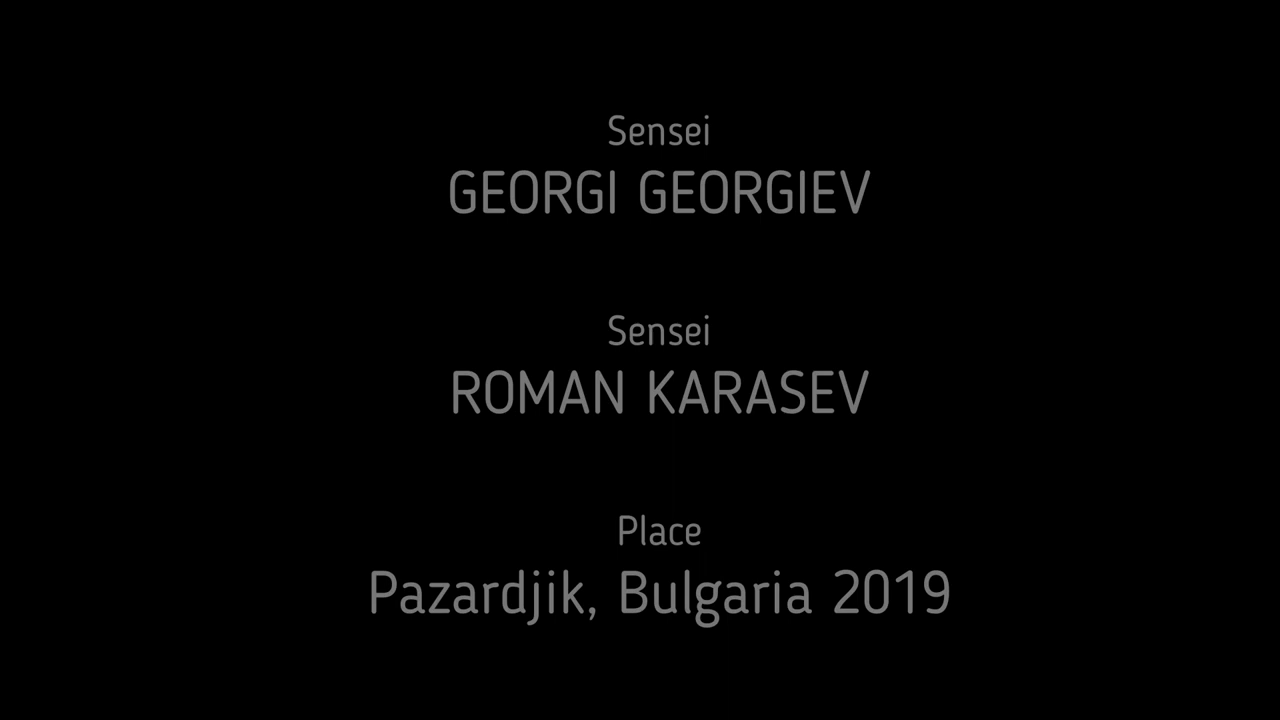 Sensei
GEORGI GEORGIEV
Sensei
ROMAN KARASEV
Place
Pazardjik, Bulgaria 2019